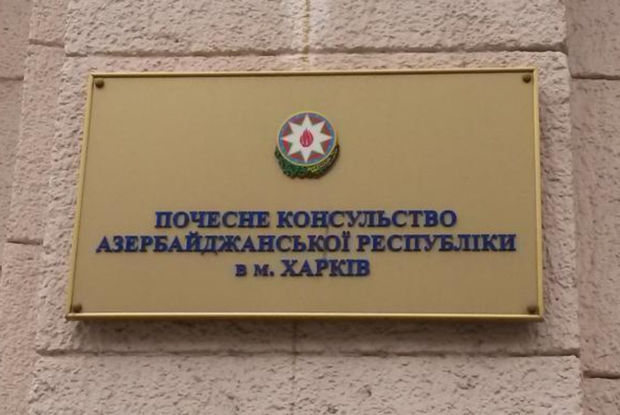 ПОЧЕСНЕ КОНСУЛЬСТВО
АЗЕРБАЙДЖАНСЬКОЇ РЕСПУБЛІКИ
в м. ХАРКІВ